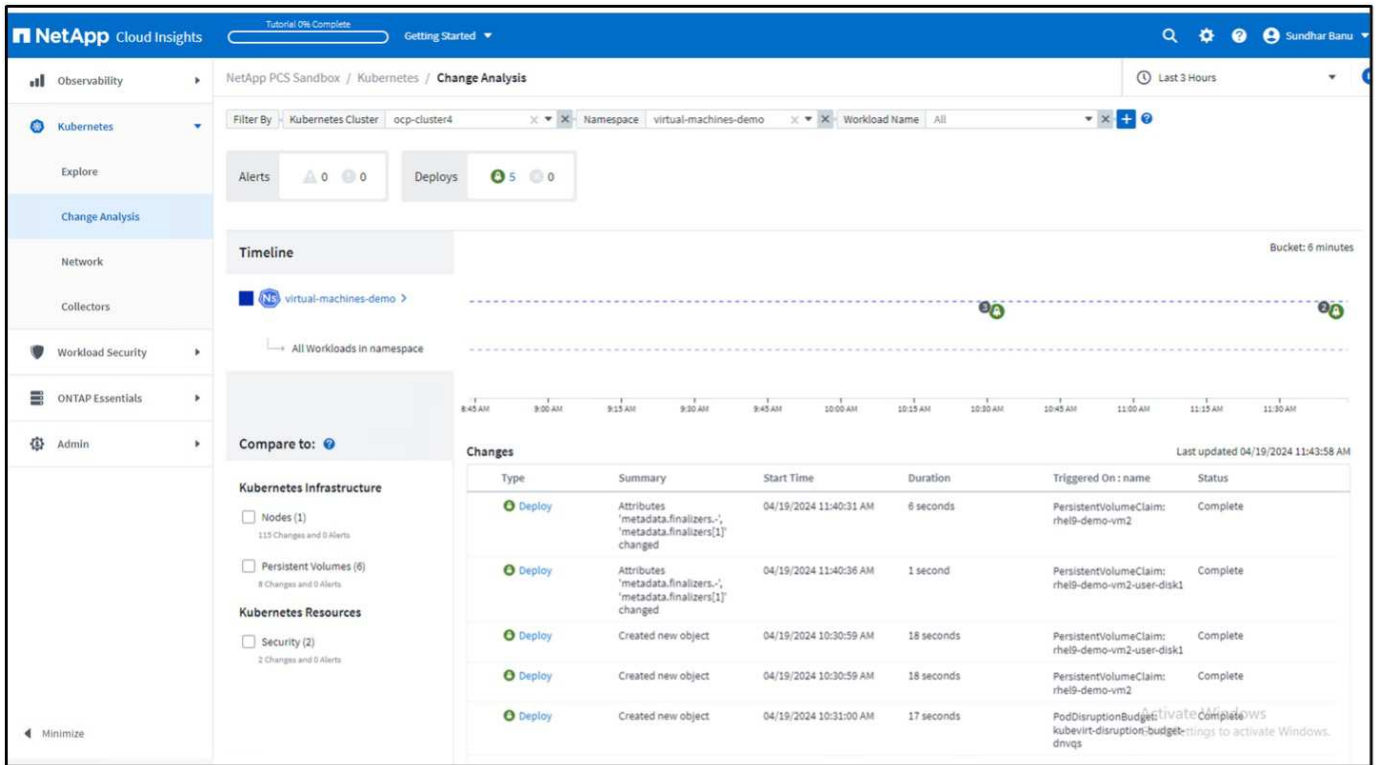 NetApp Cloud Insights
Tutorial 0% Complete
Getting Started
Sundhar Banu
Observability
Kubernetes
Explore
Change Analysis
Network
Collectors
Workload Security
ONTAP Essentials
Admin
Minimize
NetApp PCS Sandbox / Kubernetes / Change Analysis
Last 3 Hours
Filter By Kubernetes Cluster ocp-cluster4 Namespace virtual-machines-demo Workload Name All
Alerts 0 0 Deploys 5 0
Timeline
Bucket: 6 minutes
Ns virtual-machines-demo
3 2
All Workloads in namespace
8:45 AM 9:00 AM 9:15 AM 9:30 AM 9:45 AM 10:00 AM 10:15 AM 10:30 AM 10:45 AM 11:00 AM 11:15 AM 11:30 AM
Compare to:
Kubernetes Infrastructure
Nodes (1)
115 Changes and 0 Alerts
Persistent Volumes (6)
8 Changes and 0 Alerts
Kubernetes Resources
Security (2)
2 Changes and 0 Alerts
Changes
Last updated 04/19/2024 11:43:58 AM
Type Summary Start Time Duration Triggered On : name Status
Deploy Attributes 04/19/2024 11:40:31 AM 6 seconds PersistentVolumeClaim: Complete
'metadata.finalizers.-', rhel9-demo-vm2
'metadata.finalizers[1]'
changed
Deploy Attributes 04/19/2024 11:40:36 AM 1 second PersistentVolumeClaim: Complete
'metadata.finalizers.-', rhel9-demo-vm2-user-disk1
'metadata.finalizers[1]'
changed
Deploy Created new object 04/19/2024 10:30:59 AM 18 seconds PersistentVolumeClaim: Complete
rhel9-demo-vm2-user-disk1
Deploy Created new object 04/19/2024 10:30:59 AM 18 seconds PersistentVolumeClaim: Complete
rhel9-demo-vm2
Deploy Created new object 04/19/2024 10:31:00 AM 17 seconds PodDisruptionBudget: Complete
kubevirt-disruption-budget-
dnvqs
Activate Windows
settings to activate Windows.